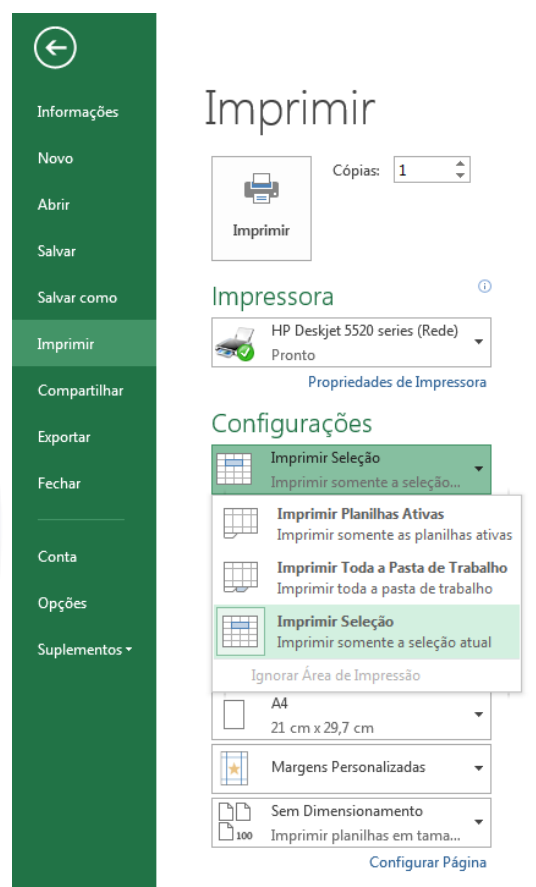 Informações
Novo
Abrir
Salvar
Salvar como
Imprimir
Compartilhar
Exportar
Fechar
Conta
Opções
Suplementos
Imprimir
Imprimir
Cópias: 1
Impressora
HP Deskjet 5520 series (Rede)
Pronto
Propriedades de Impressora
Configurações
Imprimir Seleção
Imprimir somente a seleção...
Imprimir Planilhas Ativas
Imprimir somente as planilhas ativas
Imprimir Toda a Pasta de Trabalho
Imprimir toda a pasta de trabalho
Imprimir Seleção
Imprimir somente a seleção atual
Ignorar Área de Impressão
A4
21 cm x 29,7 cm
Margens Personalizadas
Sem Dimensionamento
100 Imprimir planilhas em tama...
Configurar Página